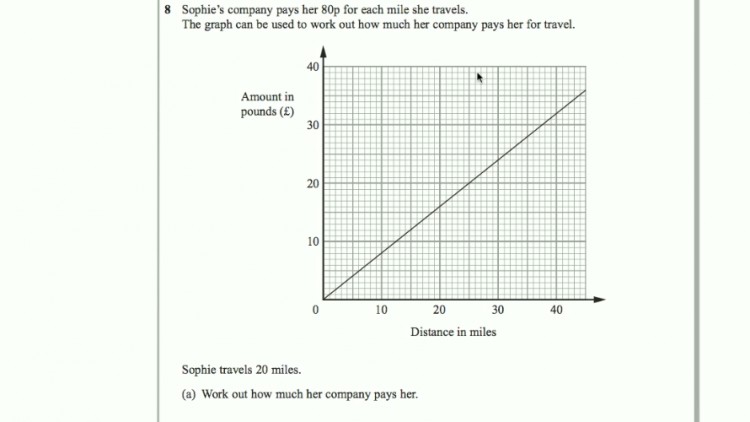 8 Sophie's company pays her 80p for each mile she travels.
The graph can be used to work out how much her company pays her for travel.
40
Amount in
pounds (£)
30
20
10
0 10 20 30 40
Distance in miles
Sophie travels 20 miles.
(a) Work out how much her company pays her.